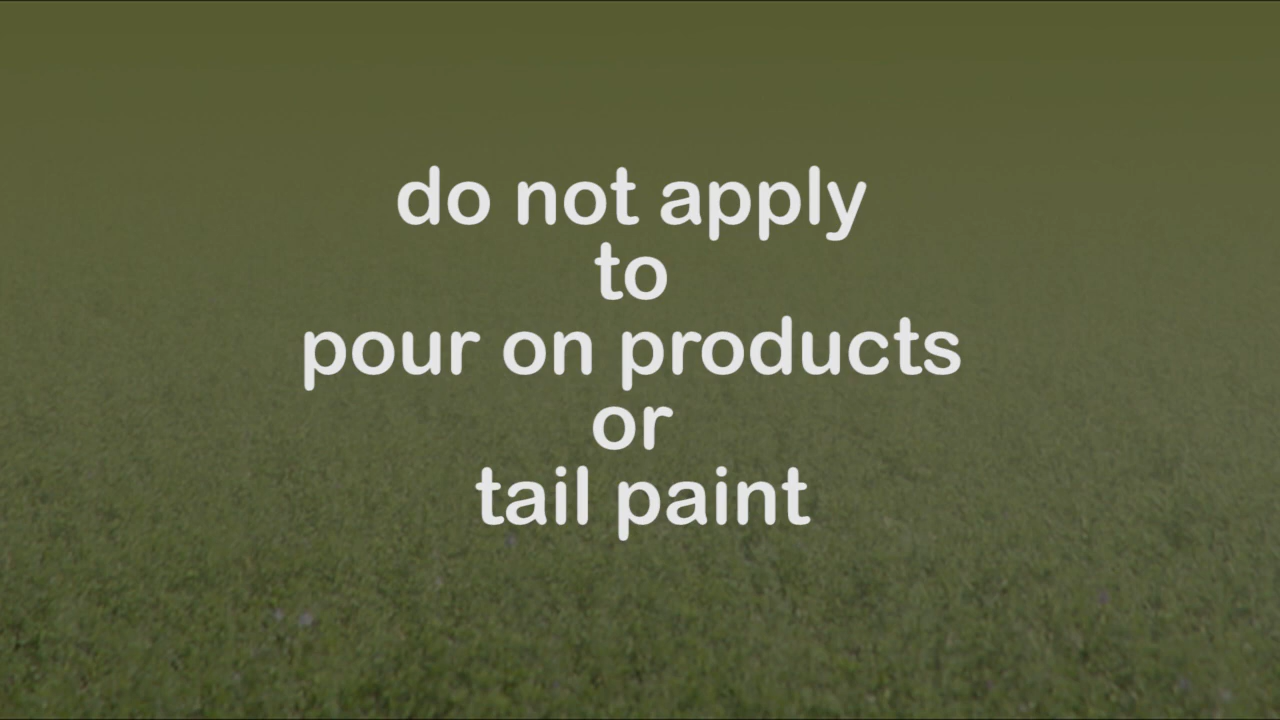 do not apply
to
pour on products
or
tail paint